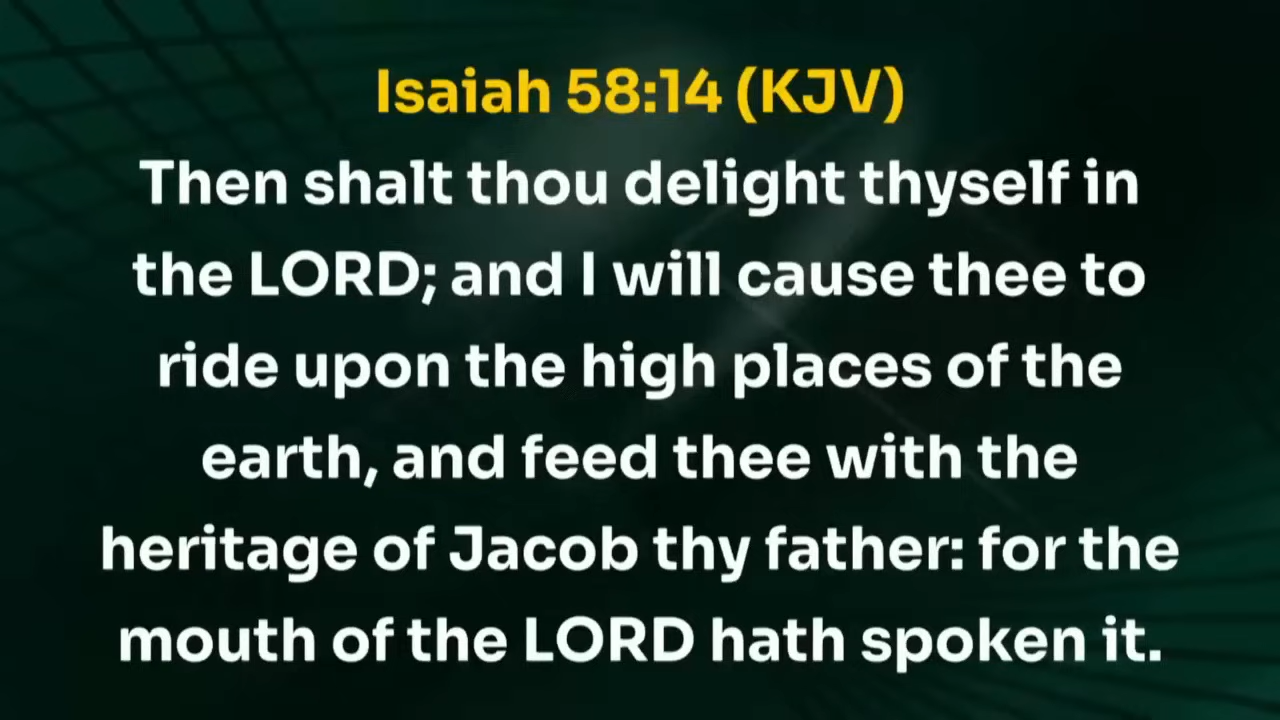 Isaiah 58:14 (KJV)
Then shalt thou delight thyself in
the LORD; and I will cause thee to
ride upon the high places of the
earth, and feed thee with the
heritage of Jacob thy father: for the
mouth of the LORD hath spoken it.